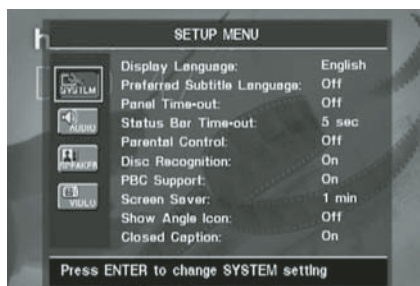 SETUP MENU
Display Language: English
Preferred Subtitle Language: Off
Panel Time-out: Off
Status Bar Time-out: 5 sec
Parental Control: Off
Disc Recognition: On
PBC Support: On
Screen Saver: 1 min
Show Angle Icon: Off
Closed Caption: On
SYSTEM
AUDIO
SPEAKER
VIDEO
Press ENTER to change SYSTEM setting